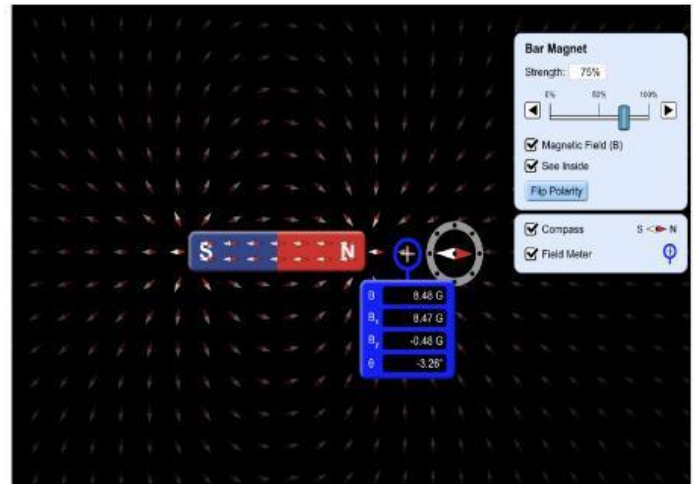 Bar Magnet
Strength: 75%
0% 50% 100%
Magnetic Field (B)
See Inside
Flip Polarity
Compass S N
Field Meter
S N
B 8.48 G
Bx 8.47 G
By -0.48 G
θ -3.26°